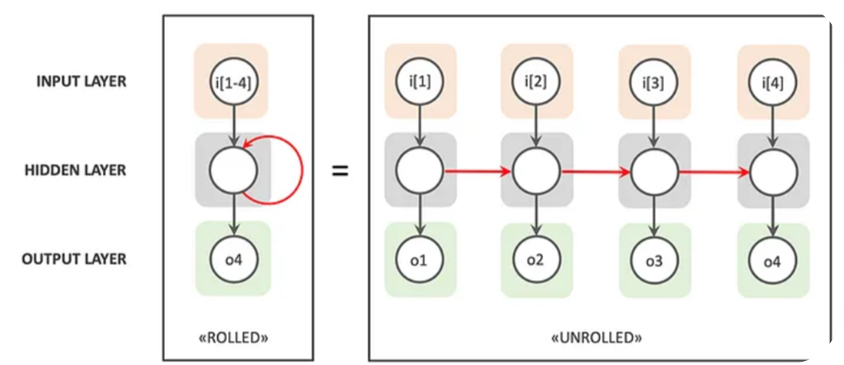 INPUT LAYER
i[1-4]
i[1]
i[2]
i[3]
i[4]
HIDDEN LAYER
=
OUTPUT LAYER
o4
o1
o2
o3
o4
«ROLLED»
«UNROLLED»